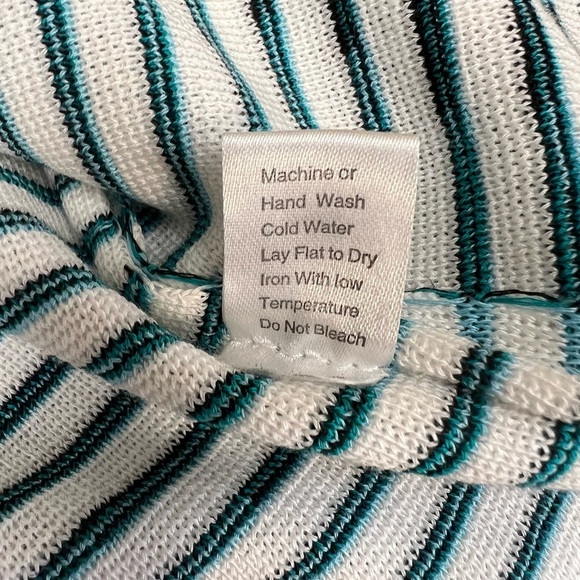 Machine or
Hand Wash
Cold Water
Lay Flat to Dry
Iron With low
Temperature
Do Not Bleach